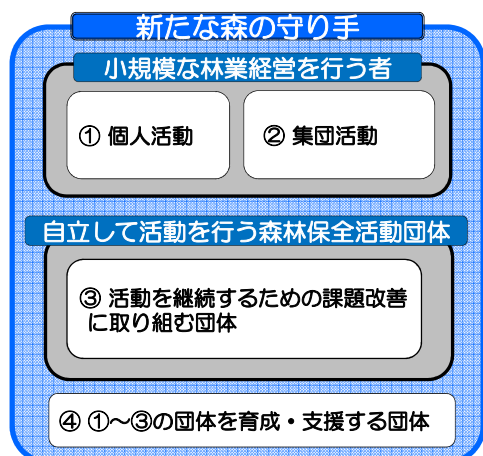 新たな森の守り手
小規模な林業経営を行う者
① 個人活動
② 集団活動
自立して活動を行う森林保全活動団体
③ 活動を継続するための課題改善
に取り組む団体
④ ①～③の団体を育成・支援する団体